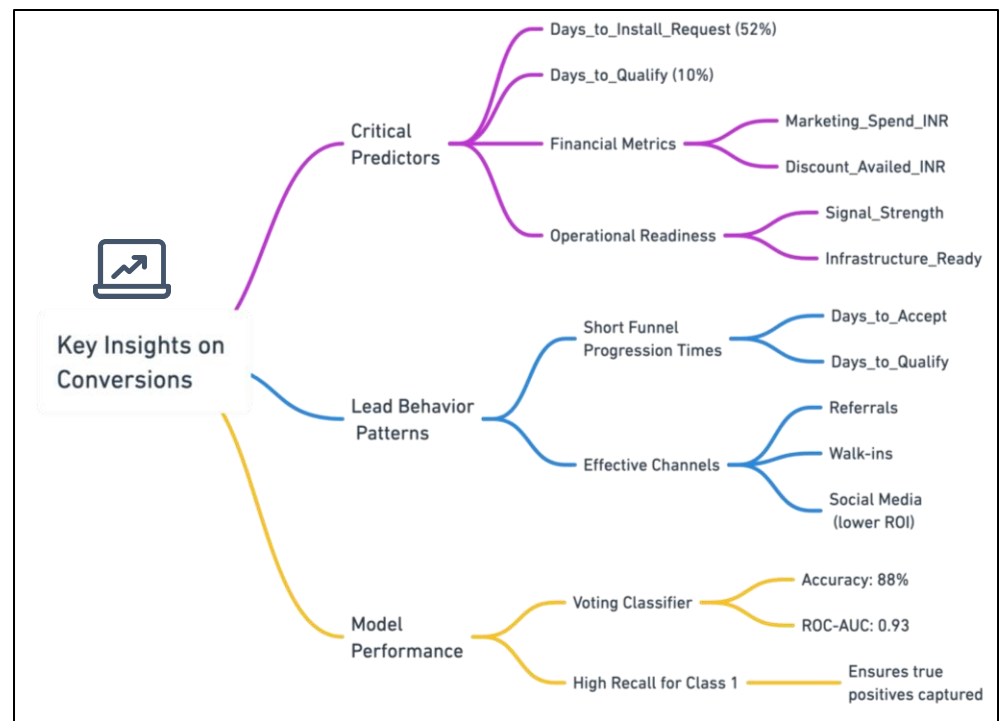 Key Insights on
Conversions
Critical
Predictors
Days_to_Install_Request (52%)
Days_to_Qualify (10%)
Financial Metrics
Marketing_Spend_INR
Discount_Availed_INR
Operational Readiness
Signal_Strength
Infrastructure_Ready
Lead Behavior
Patterns
Short Funnel
Progression Times
Days_to_Accept
Days_to_Qualify
Effective Channels
Referrals
Walk-ins
Social Media
(lower ROI)
Model
Performance
Voting Classifier
Accuracy: 88%
ROC-AUC: 0.93
High Recall for Class 1
Ensures true
positives captured